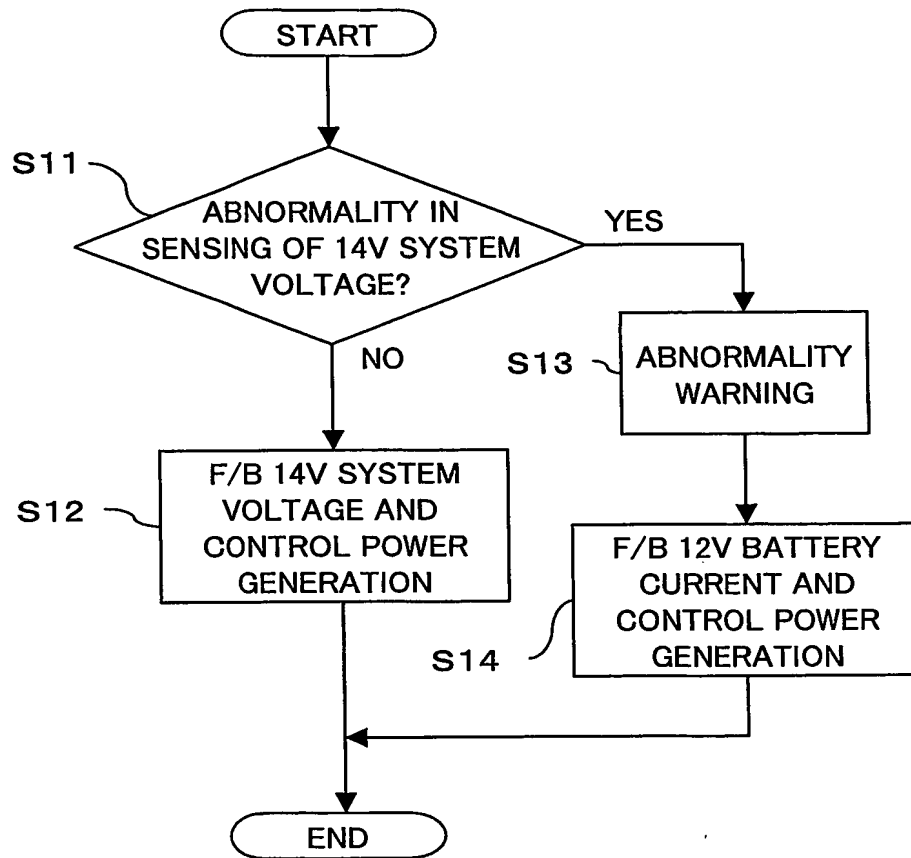 START
S11
ABNORMALITY IN
SENSING OF 14V SYSTEM
VOLTAGE?
YES
NO
S13
ABNORMALITY
WARNING
S12
F/B 14V SYSTEM
VOLTAGE AND
CONTROL POWER
GENERATION
S14
F/B 12V BATTERY
CURRENT AND
CONTROL POWER
GENERATION
END